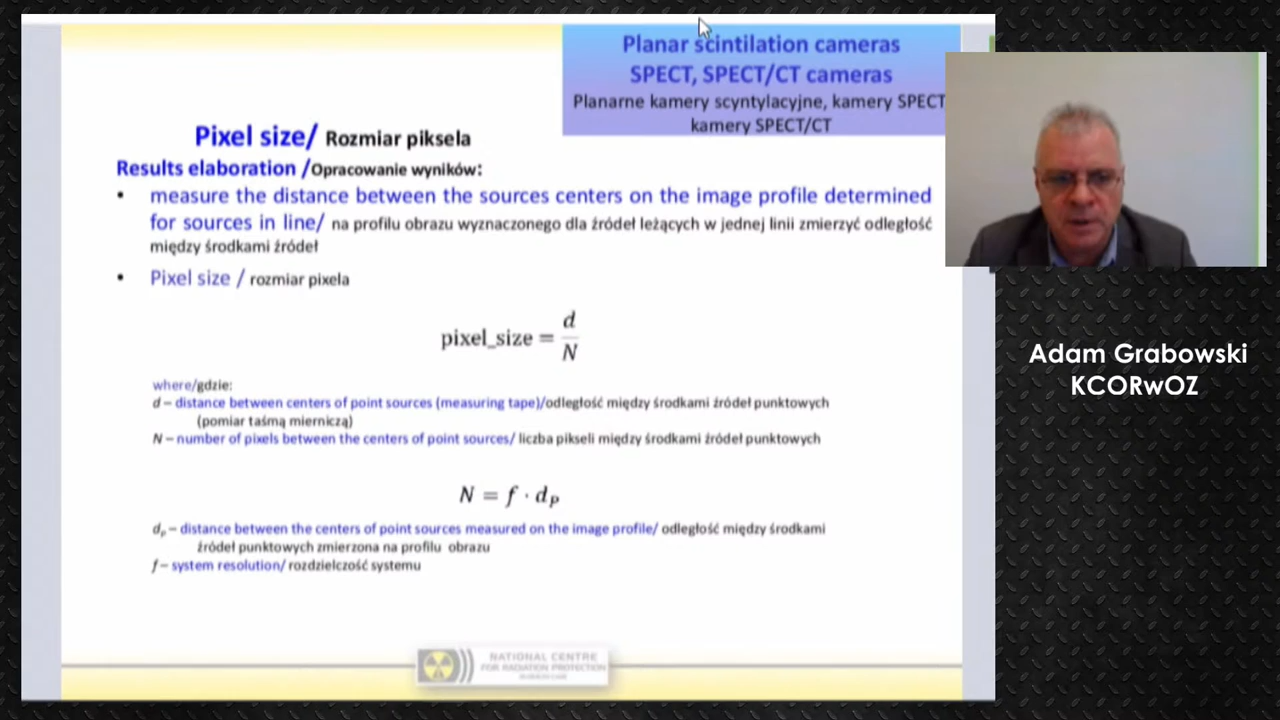 Planar scintilation cameras
SPECT, SPECT/CT cameras
Planarne kamery scyntylacyjne, kamery SPECT
kamery SPECT/CT
Pixel size/ Rozmiar piksela
Results elaboration /Opracowanie wyników:
• measure the distance between the sources centers on the image profile determined
for sources in line/ na profilu obrazu wyznaczonego dla źródeł leżących w jednej linii zmierzyć odległość
między środkami źródeł
• Pixel size / rozmiar pixela
pixel_size = d/N
where/gdzie:
d – distance between centers of point sources (measuring tape)/odległość między środkami źródeł punktowych
(pomiar taśmą mierniczą)
N – number of pixels between the centers of point sources/ liczba pikseli między środkami źródeł punktowych
N = f · dₚ
dₚ – distance between the centers of point sources measured on the image profile/ odległość między środkami
źródeł punktowych zmierzona na profilu obrazu
f – system resolution/ rozdzielczość systemu
NATIONAL CENTRE
FOR RADIATION PROTECTION
Adam Grabowski
KCORwOZ